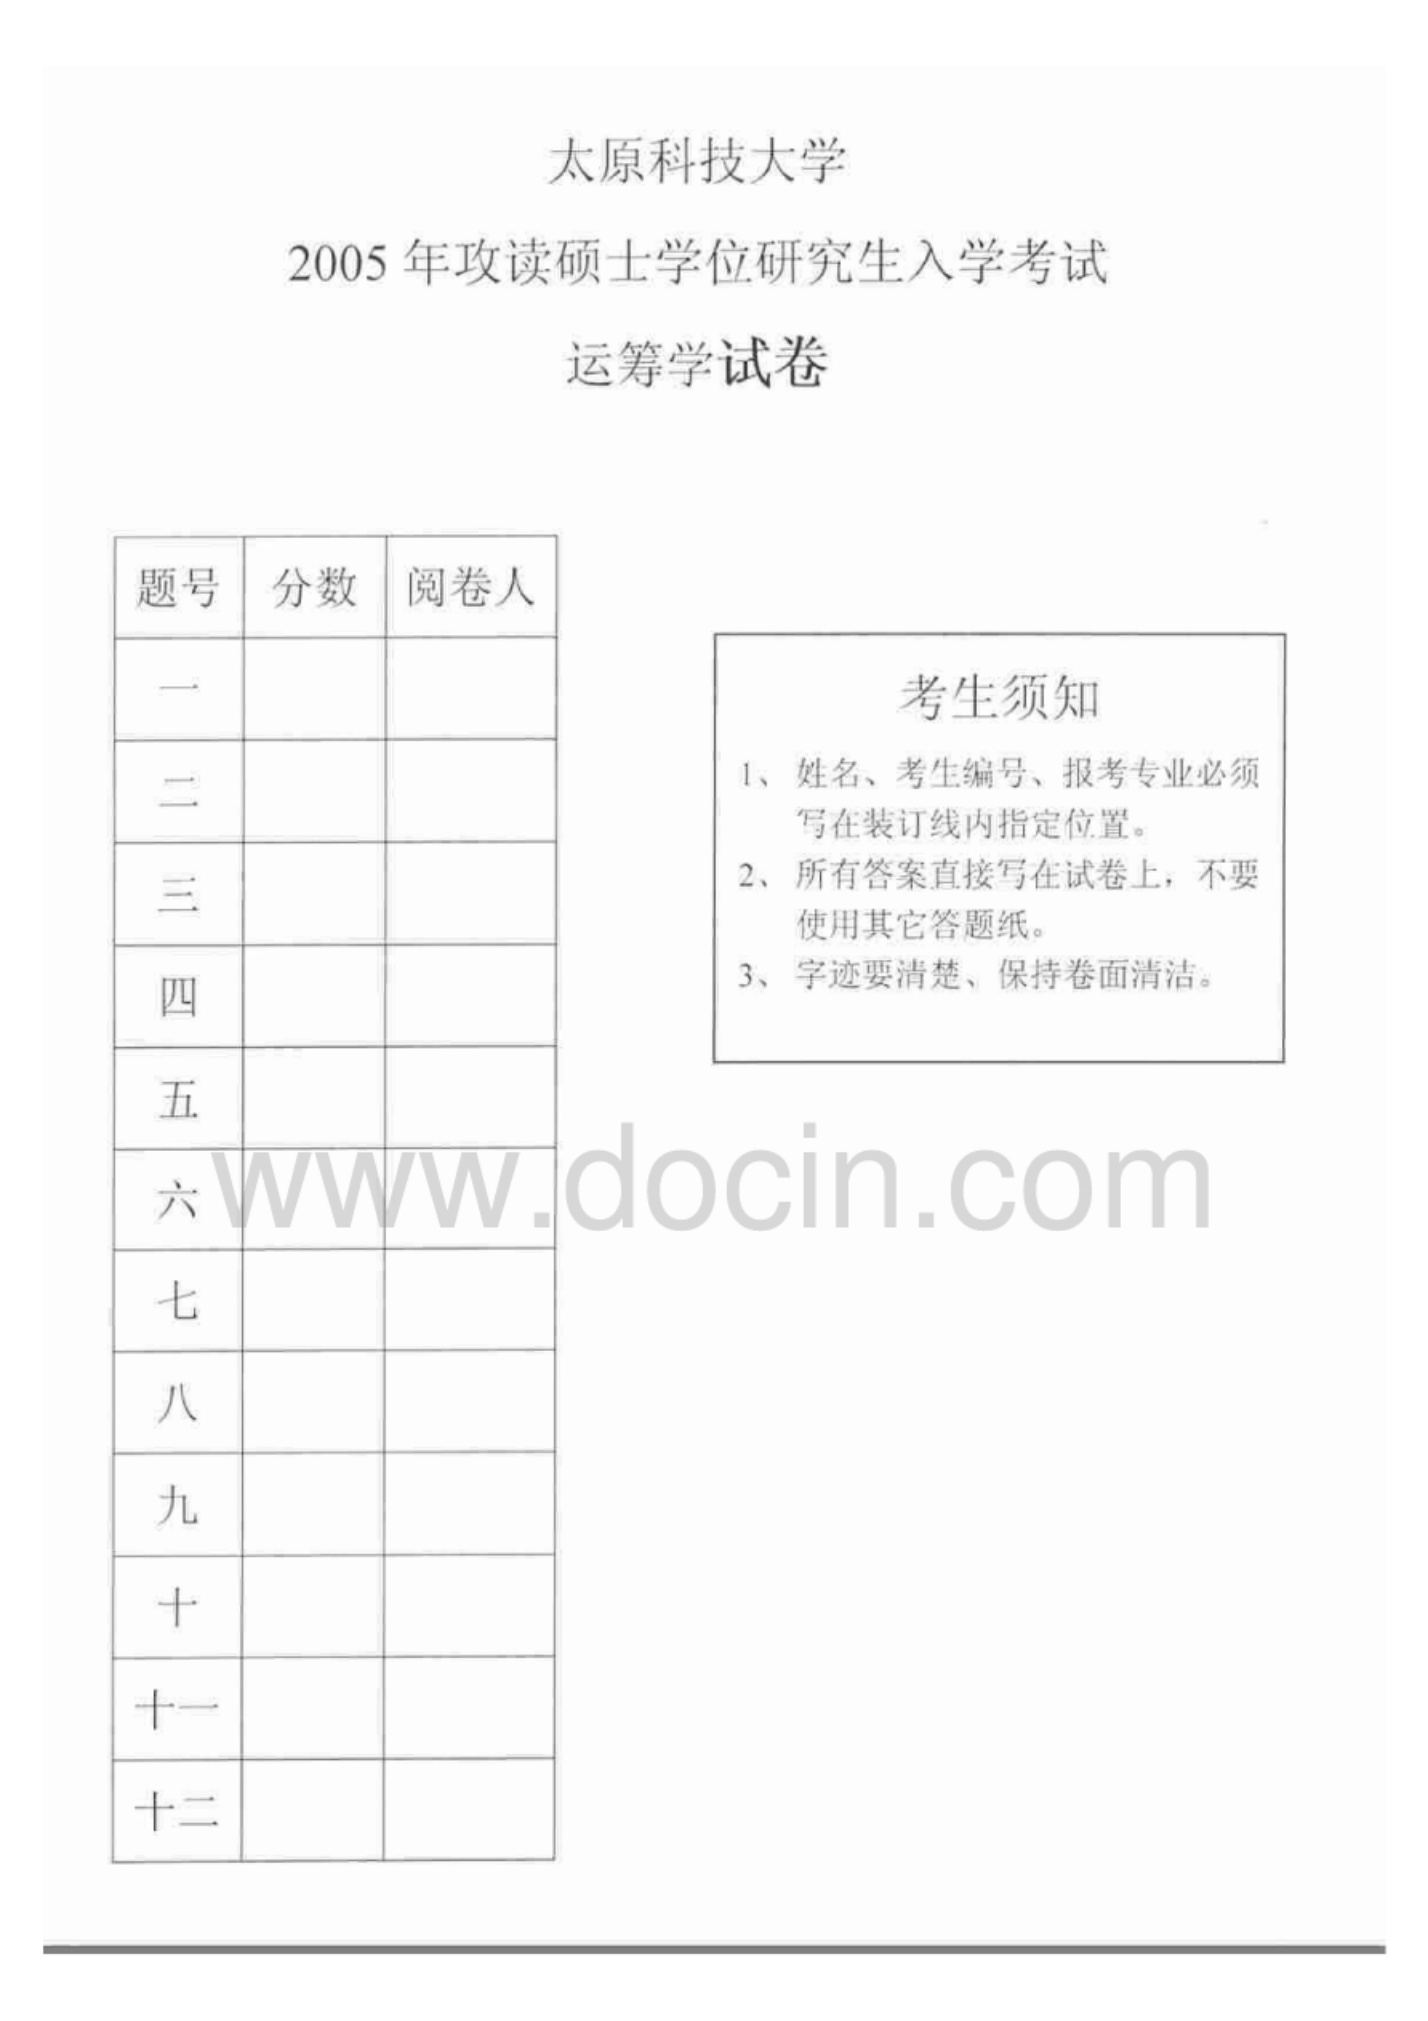 太原科技大学
2005 年攻读硕士学位研究生入学考试
运筹学试卷
题号 分数 阅卷人
一
二
三
四
五
六
七
八
九
十
十一
十二
考生须知
1、 姓名、考生编号、报考专业必须
写在装订线内指定位置。
2、 所有答案直接写在试卷上，不要
使用其它答题纸。
3、 字迹要清楚、保持卷面清洁。
www.docin.com